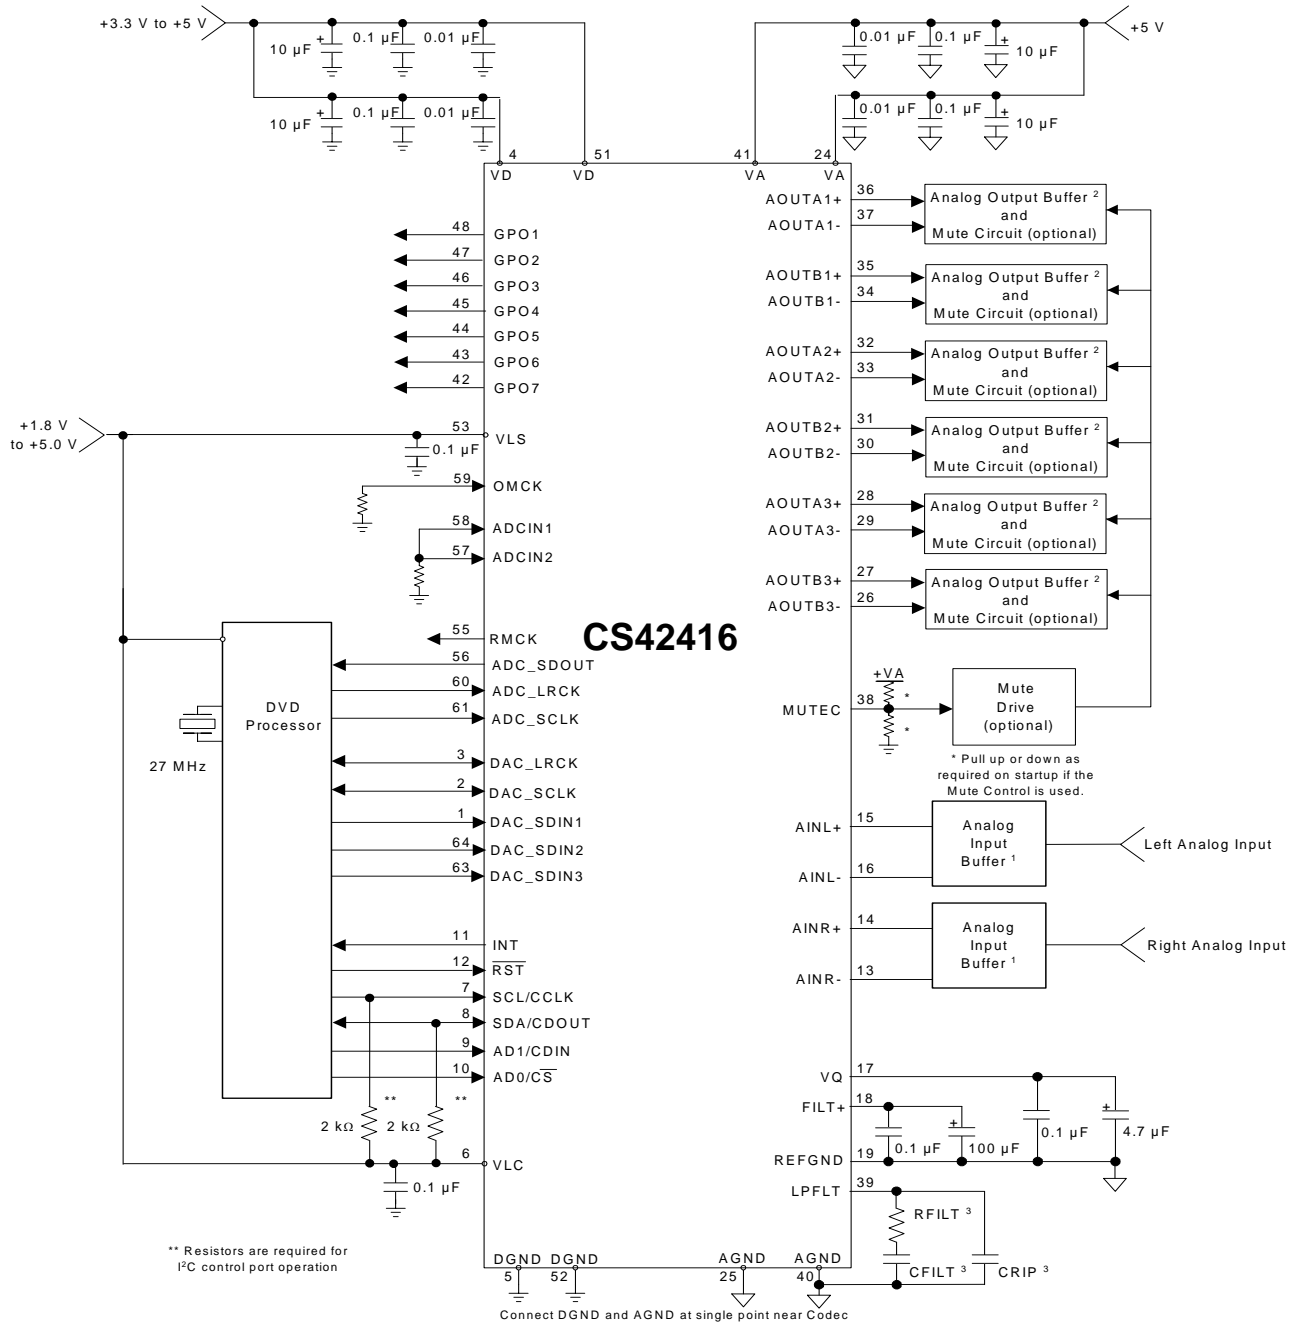 +3.3 V to +5 V
10 µF
+
0.1 µF
0.01 µF
10 µF
+
0.1 µF
0.01 µF
+5 V
0.01 µF
0.1 µF
+
10 µF
0.01 µF
0.1 µF
+
10 µF
4
VD
51
VD
41
VA
24
VA
48 GPO1
47 GPO2
46 GPO3
45 GPO4
44 GPO5
43 GPO6
42 GPO7
+1.8 V
to +5.0 V
53 VLS
0.1 µF
59 OMCK
58 ADCIN1
57 ADCIN2
CS42416
55 RMCK
56 ADC_SDOUT
60 ADC_LRCK
61 ADC_SCLK
DVD
Processor
27 MHz
3 DAC_LRCK
2 DAC_SCLK
1 DAC_SDIN1
64 DAC_SDIN2
63 DAC_SDIN3
11 INT
12 RST
7 SCL/CCLK
8 SDA/CDOUT
9 AD1/CDIN
10 AD0/CS
**
**
2 kΩ
2 kΩ
6 VLC
0.1 µF
** Resistors are required for
I²C control port operation
AOUTA1+ 36
AOUTA1- 37
Analog Output Buffer ²
and
Mute Circuit (optional)
AOUTB1+ 35
AOUTB1- 34
Analog Output Buffer ²
and
Mute Circuit (optional)
AOUTA2+ 32
AOUTA2- 33
Analog Output Buffer ²
and
Mute Circuit (optional)
AOUTB2+ 31
AOUTB2- 30
Analog Output Buffer ²
and
Mute Circuit (optional)
AOUTA3+ 28
AOUTA3- 29
Analog Output Buffer ²
and
Mute Circuit (optional)
AOUTB3+ 27
AOUTB3- 26
Analog Output Buffer ²
and
Mute Circuit (optional)
+VA
*
MUTEC 38
*
Mute
Drive
(optional)
* Pull up or down as
required on startup if the
Mute Control is used.
AINL+ 15
AINL- 16
Analog
Input
Buffer ¹
Left Analog Input
AINR+ 14
AINR- 13
Analog
Input
Buffer ¹
Right Analog Input
VQ 17
FILT+ 18
0.1 µF
+
100 µF
0.1 µF
+
4.7 µF
REFGND 19
LPFLT 39
RFILT ³
CFILT ³
CRIP ³
DGND
5
DGND
52
AGND
25
AGND
40
Connect DGND and AGND at single point near Codec